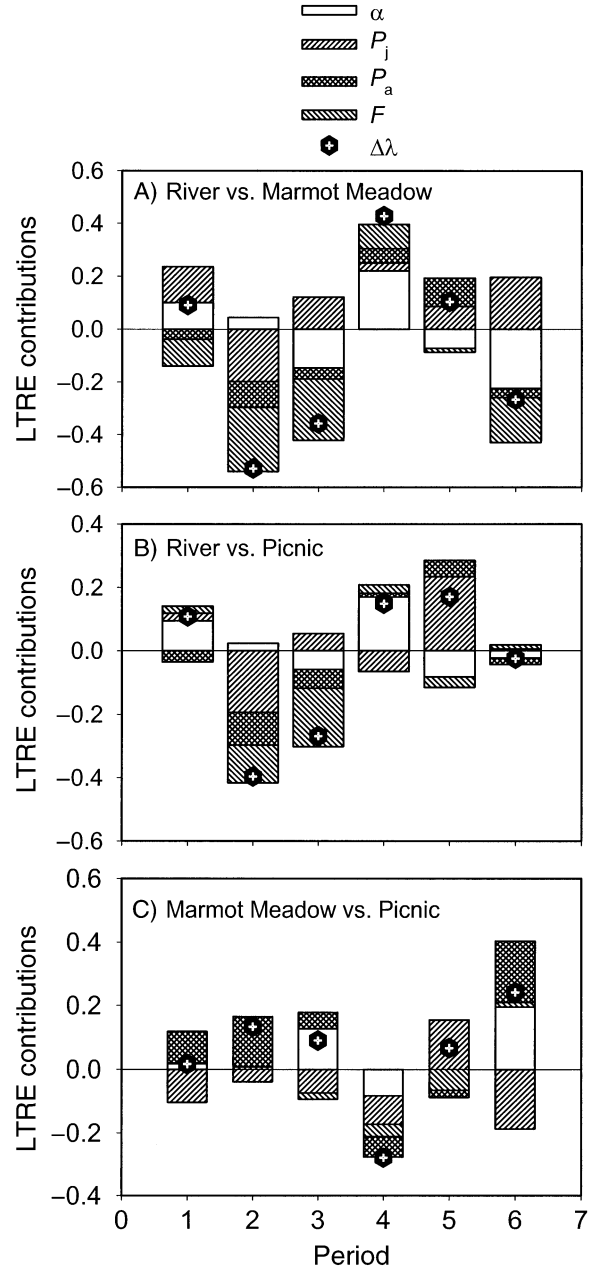 α
Pj
Pa
F
Δλ
A) River vs. Marmot Meadow
LTRE contributions
0.6
0.4
0.2
0.0
−0.2
−0.4
−0.6
B) River vs. Picnic
LTRE contributions
0.4
0.2
0.0
−0.2
−0.4
−0.6
C) Marmot Meadow vs. Picnic
LTRE contributions
0.6
0.4
0.2
0.0
−0.2
−0.4
0 1 2 3 4 5 6 7
Period